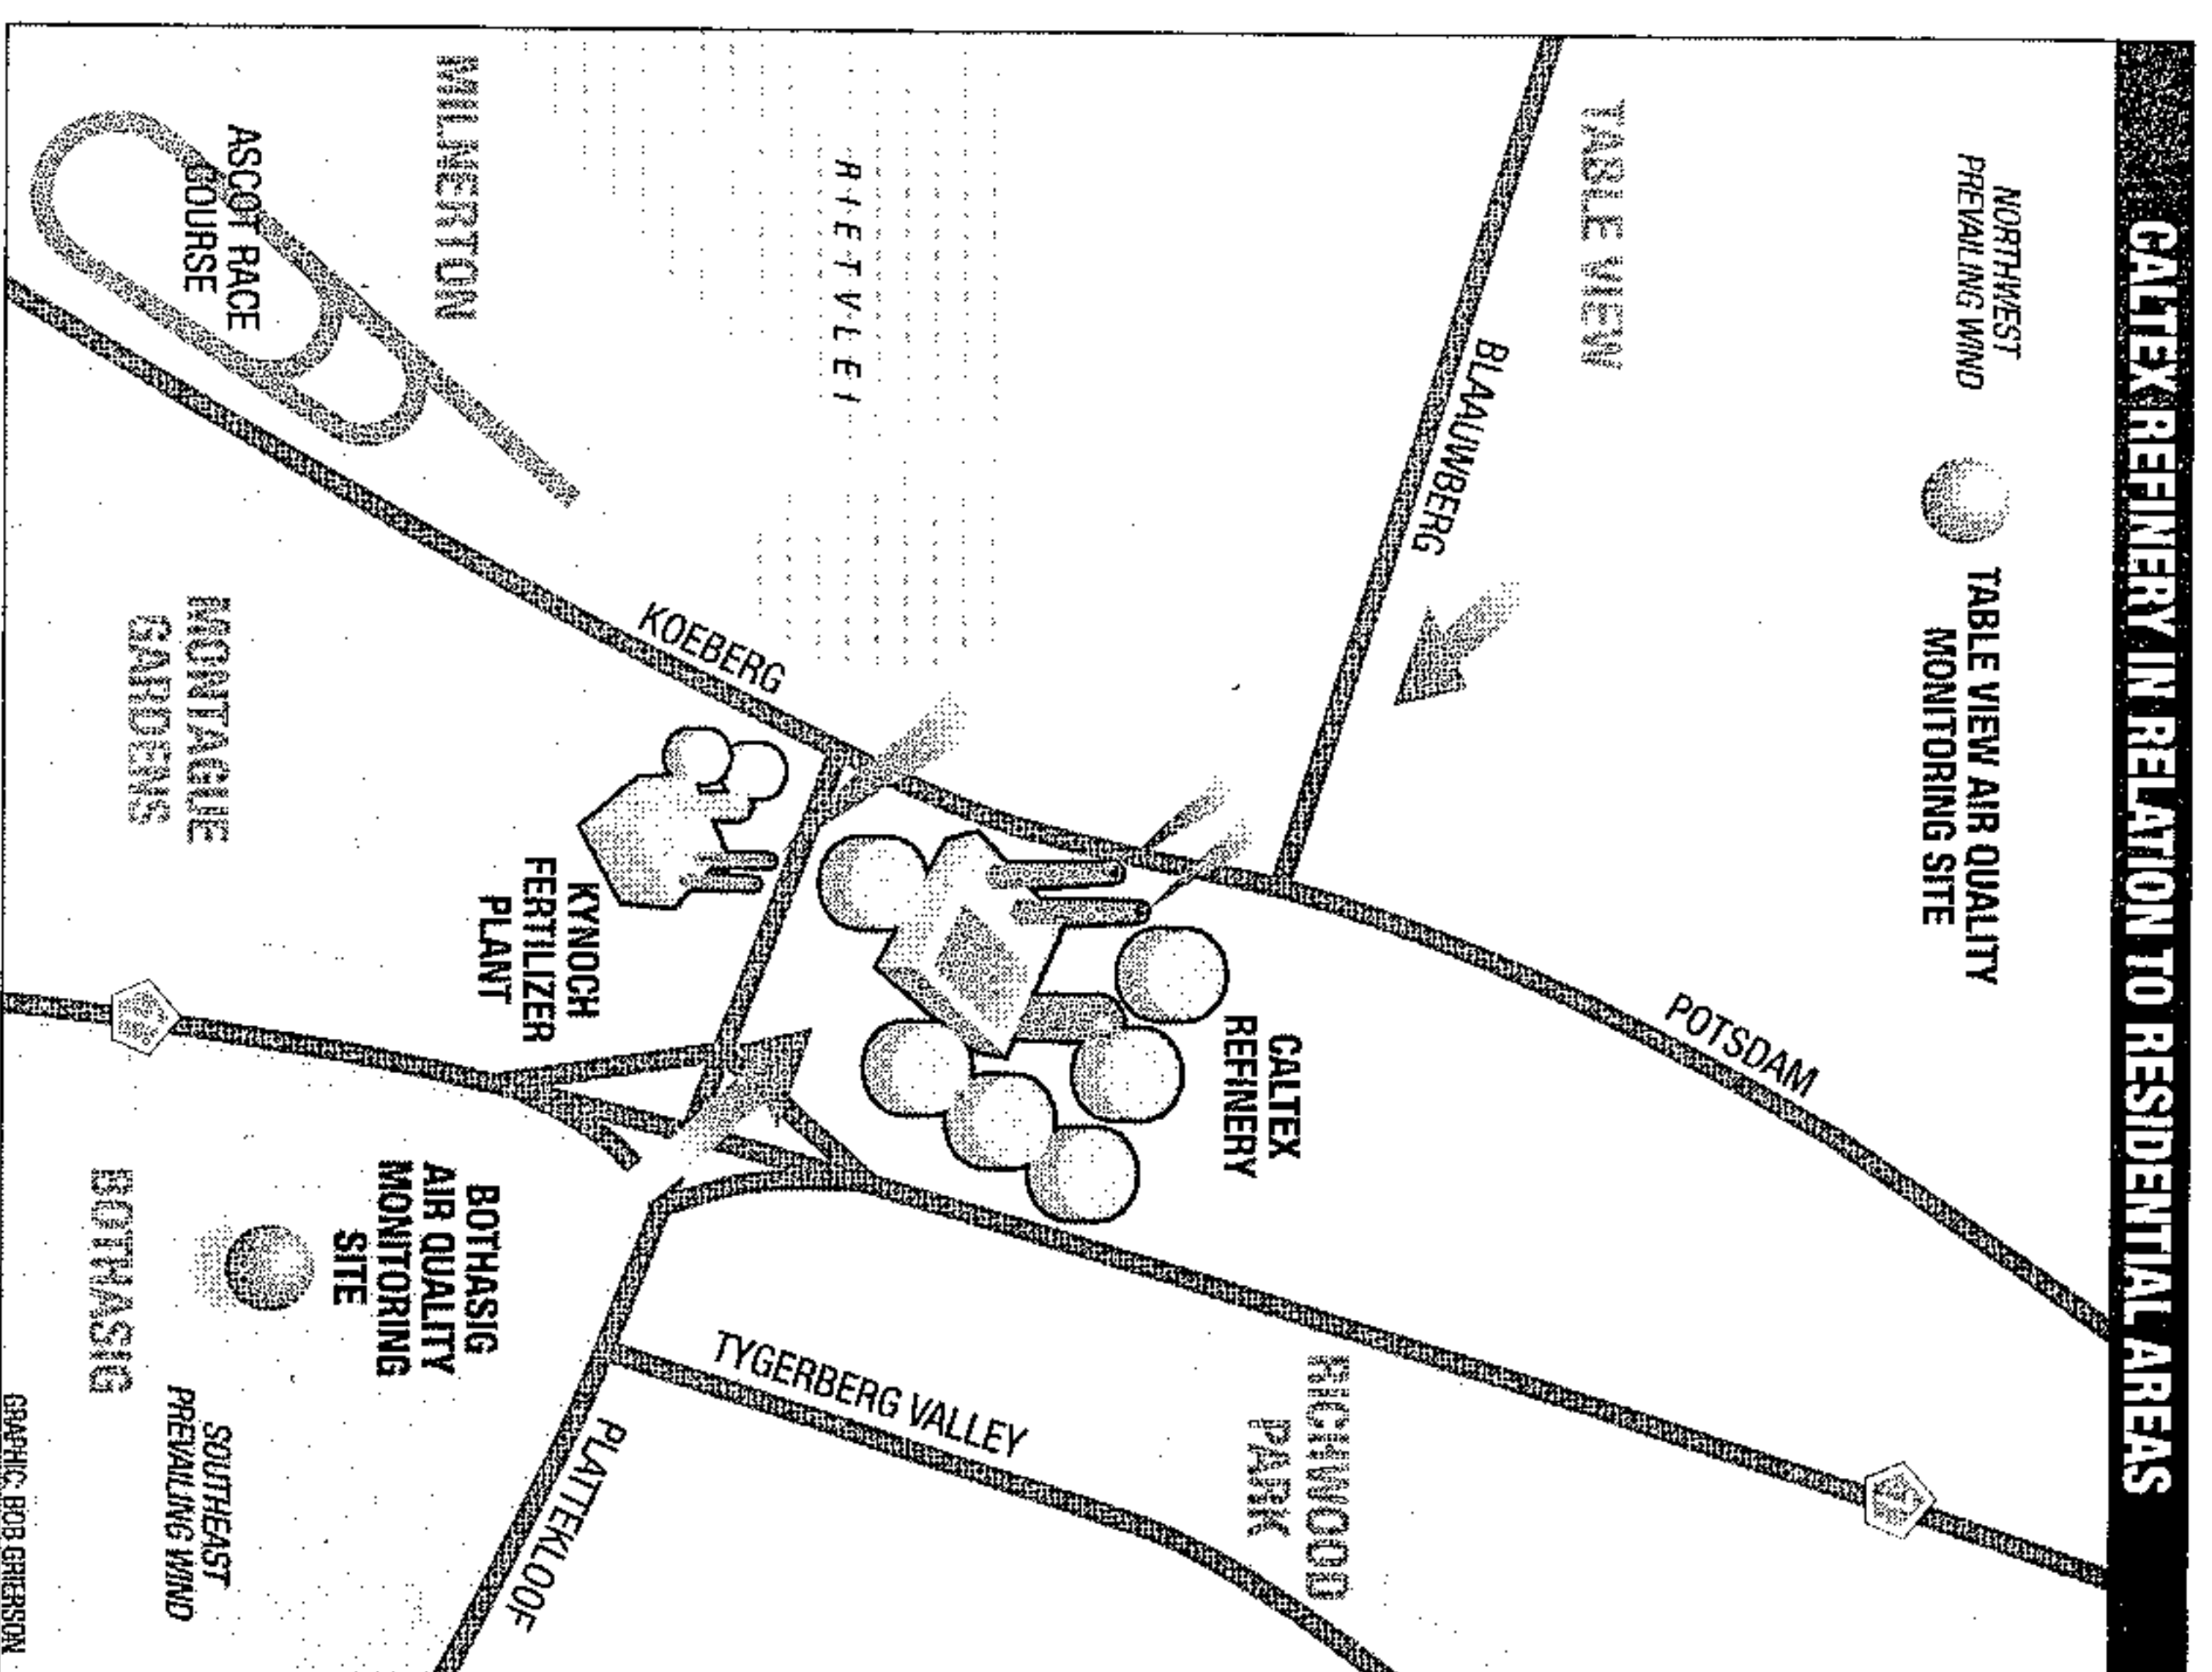 CALTEX REFINERY IN RELATION TO RESIDENTIAL AREAS
NORTHWEST
PREVAILING WIND
TABLE VIEW AIR QUALITY
MONITORING SITE
TABLE VIEW
POTSDAM
BLAAUWBERG
RICHWOOD
PARK
CALTEX
REFINERY
TYGERBERG VALLEY
RIETVLEI
KOEBERG
PLATTEKLOOF
KYNOCH
FERTILIZER
PLANT
MILNERTON
BOTHASIG
AIR QUALITY
MONITORING
SITE
ASCOT RACE
COURSE
MONTAGUE
GARDENS
SOUTHEAST
PREVAILING WIND
BOTHASIG
GRAPHIC: BOB GRIERSON